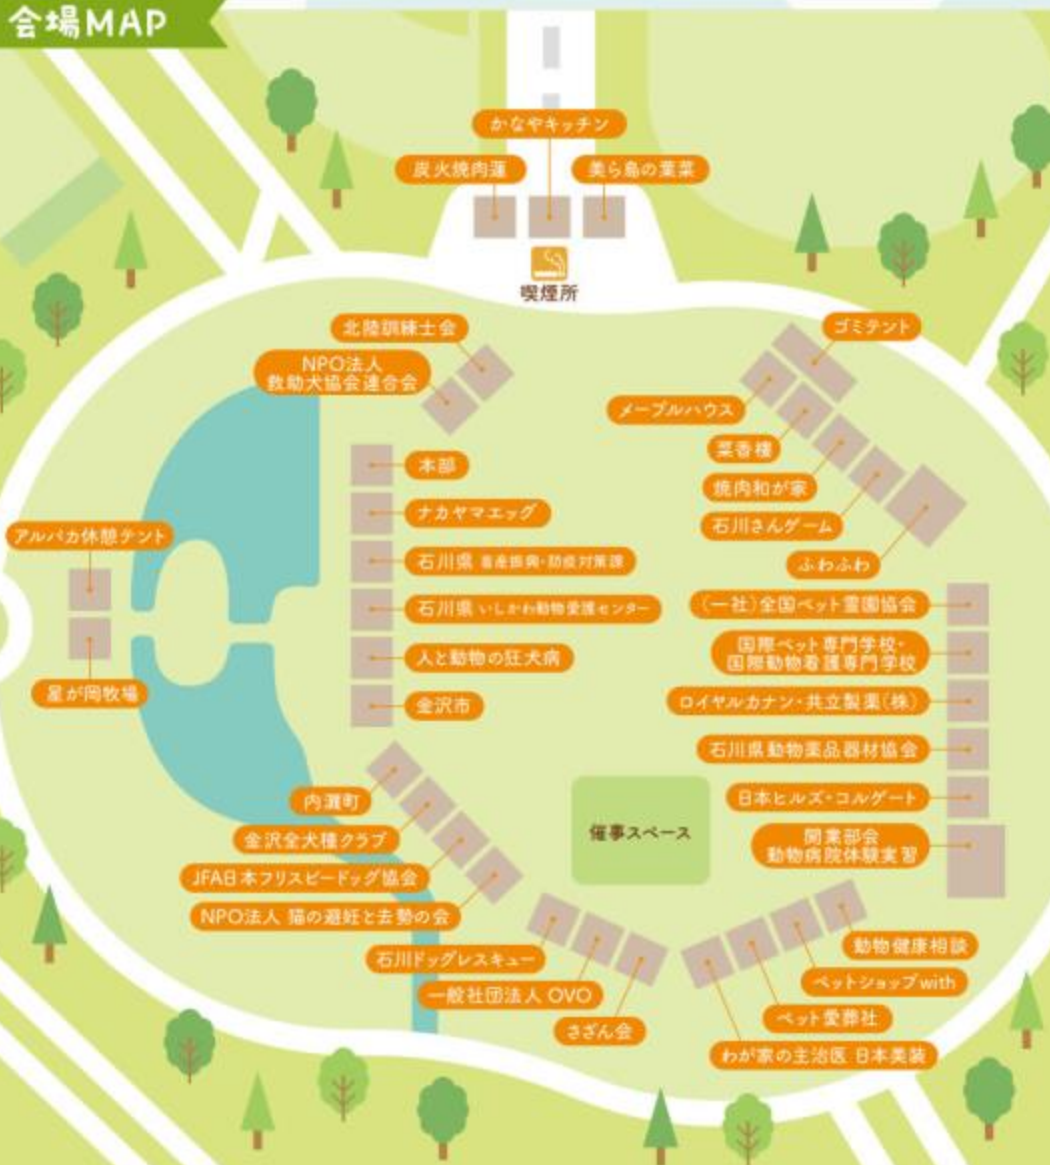 会場MAP
かなやキッチン
炭火焼肉蓮
美ら島の葉菜
喫煙所
北陸訓練士会
NPO法人
救助犬協会連合会
ゴミテント
メープルハウス
菜香樓
焼肉和が家
石川さんゲーム
ふわふわ
本部
ナカヤマエッグ
石川県 畜産振興・防疫対策課
石川県 いしかわ動物愛護センター
人と動物の狂犬病
金沢市
アルパカ休憩テント
星が岡牧場
(一社)全国ペット霊園協会
国際ペット専門学校・
国際動物看護専門学校
ロイヤルカナン・共立製薬(株)
石川県動物薬品器材協会
日本ヒルズ・コルゲート
開業部会
動物病院体験実習
催事スペース
内灘町
金沢全犬種クラブ
JFA日本フリスビードッグ協会
NPO法人 猫の避妊と去勢の会
石川ドッグレスキュー
一般社団法人 OVO
さざん会
動物健康相談
ペットショップwith
ペット愛葬社
わが家の主治医 日本美装